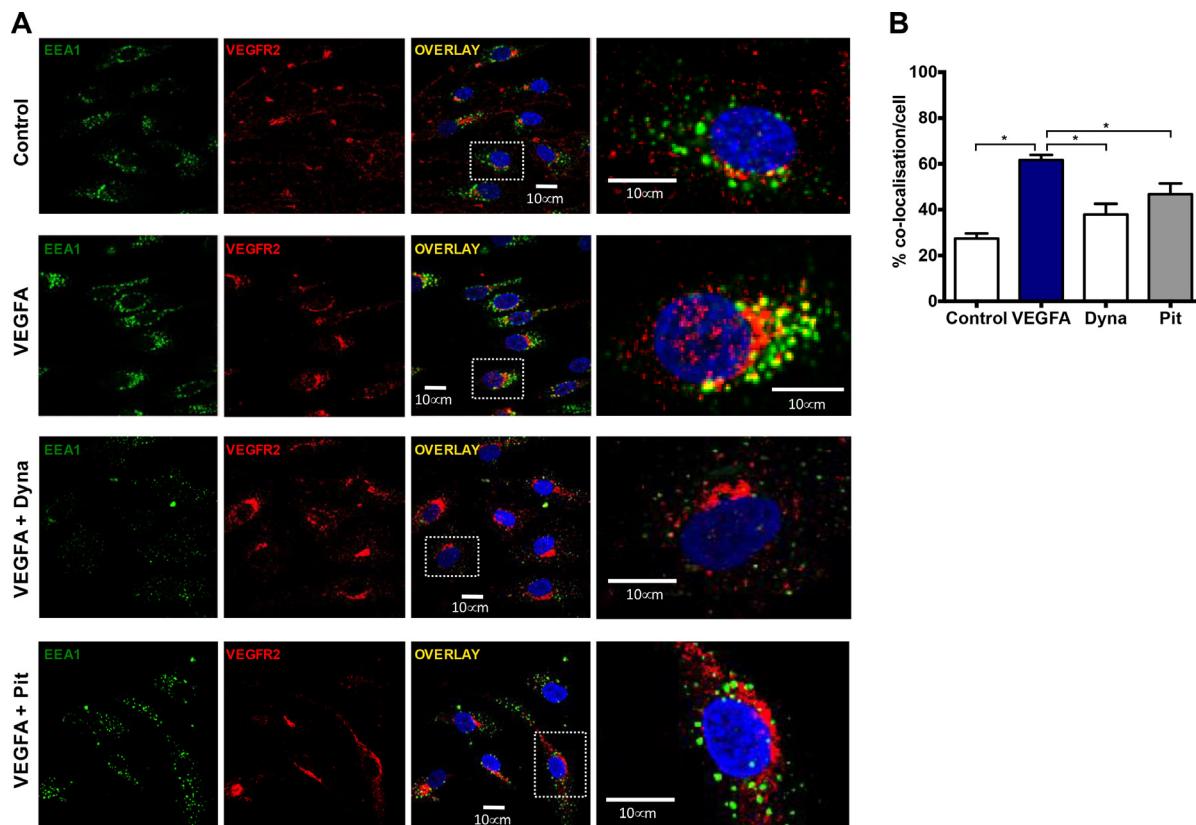 A
Control
EEA1
VEGFR2
OVERLAY
10∝m
10∝m
VEGFA
EEA1
VEGFR2
OVERLAY
10∝m
10∝m
VEGFA + Dyna
EEA1
VEGFR2
OVERLAY
10∝m
10∝m
VEGFA + Pit
EEA1
VEGFR2
OVERLAY
10∝m
10∝m
B
% co-localisation/cell
100
80
60
40
20
0
* * *
Control VEGFA Dyna Pit